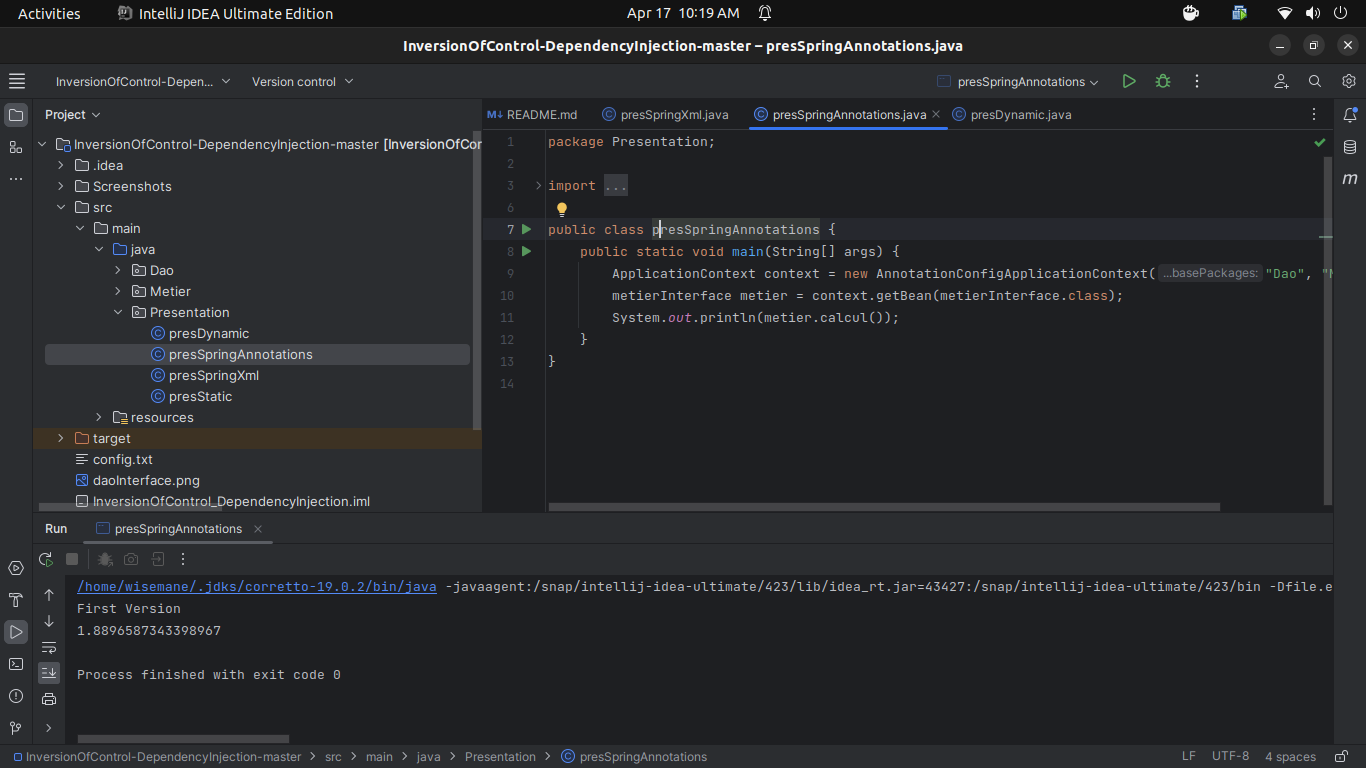 Activities IntelliJ IDEA Ultimate Edition Apr 17 10:19 AM
InversionOfControl-DependencyInjection-master – presSpringAnnotations.java
InversionOfControl-Depen... Version control presSpringAnnotations
Project
InversionOfControl-DependencyInjection-master [InversionOfCor
.idea
Screenshots
src
main
java
Dao
Metier
Presentation
presDynamic
presSpringAnnotations
presSpringXml
presStatic
resources
target
config.txt
daoInterface.png
InversionOfControl_DependencyInjection.iml
M↓ README.md presSpringXml.java presSpringAnnotations.java presDynamic.java
1 package Presentation;
2
3 import ...
6
7 public class presSpringAnnotations {
8 public static void main(String[] args) {
9 ApplicationContext context = new AnnotationConfigApplicationContext( ...basePackages: "Dao", "M
10 metierInterface metier = context.getBean(metierInterface.class);
11 System.out.println(metier.calcul());
12 }
13 }
14
m
Run presSpringAnnotations
/home/wisemane/.jdks/corretto-19.0.2/bin/java -javaagent:/snap/intellij-idea-ultimate/423/lib/idea_rt.jar=43427:/snap/intellij-idea-ultimate/423/bin -Dfile.e
First Version
1.8896587343398967
Process finished with exit code 0
InversionOfControl-DependencyInjection-master > src > main > java > Presentation > presSpringAnnotations LF UTF-8 4 spaces